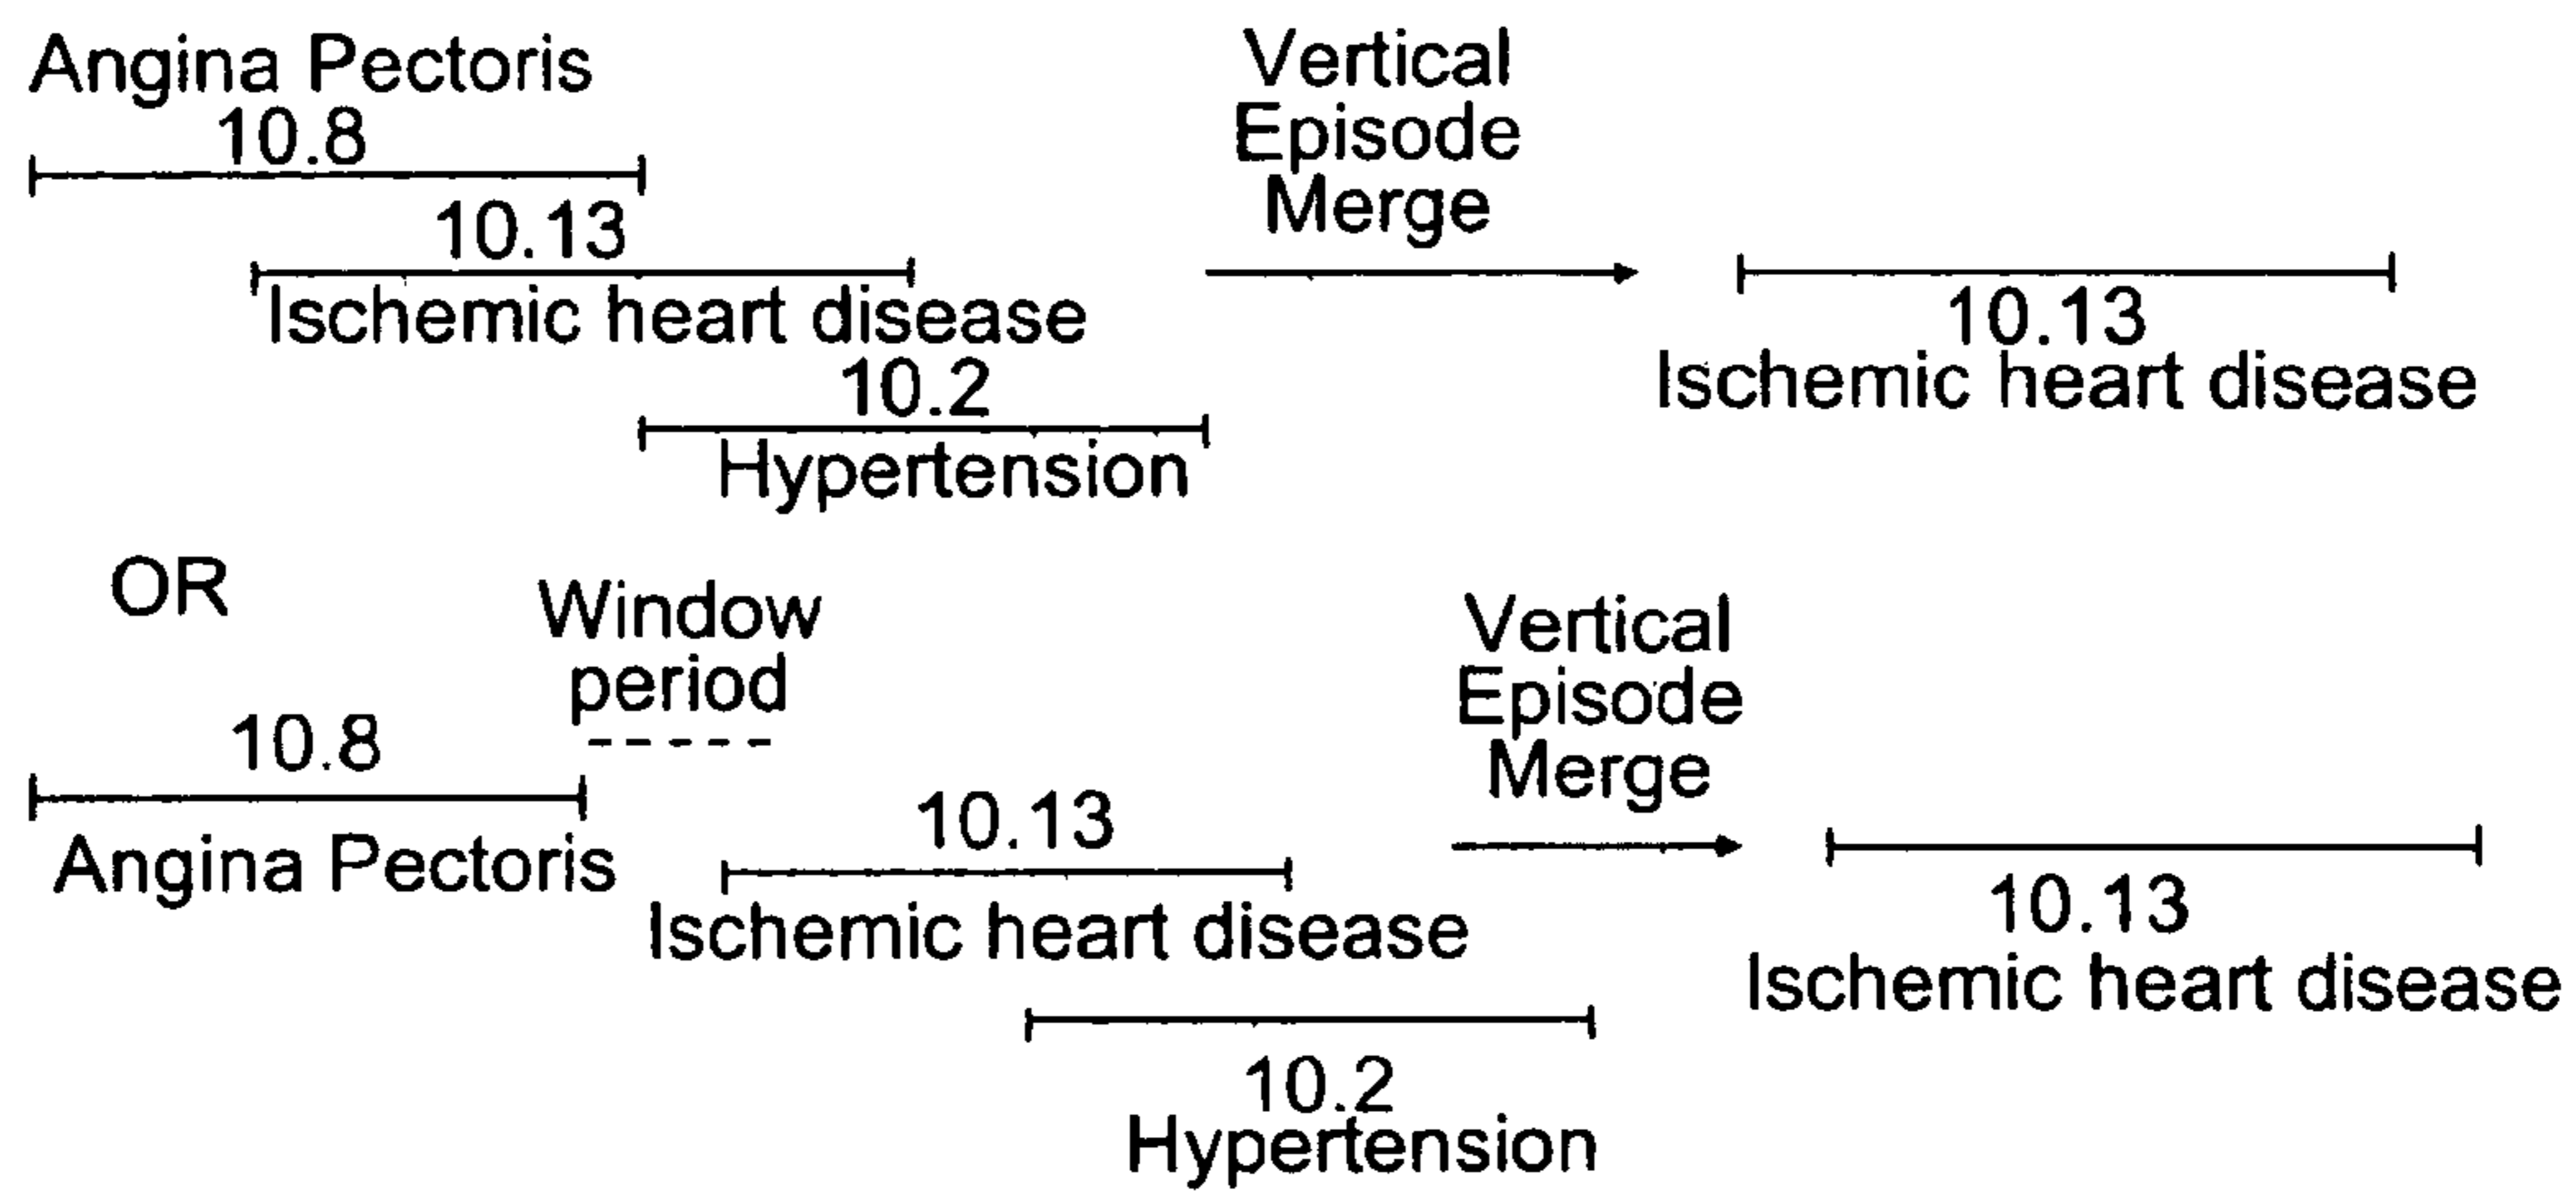 Angina Pectoris
10.8
10.13
Ischemic heart disease
10.2
Hypertension
Vertical
Episode
Merge
10.13
Ischemic heart disease
OR
Window
period
10.8
Angina Pectoris
10.13
Ischemic heart disease
10.2
Hypertension
Vertical
Episode
Merge
10.13
Ischemic heart disease